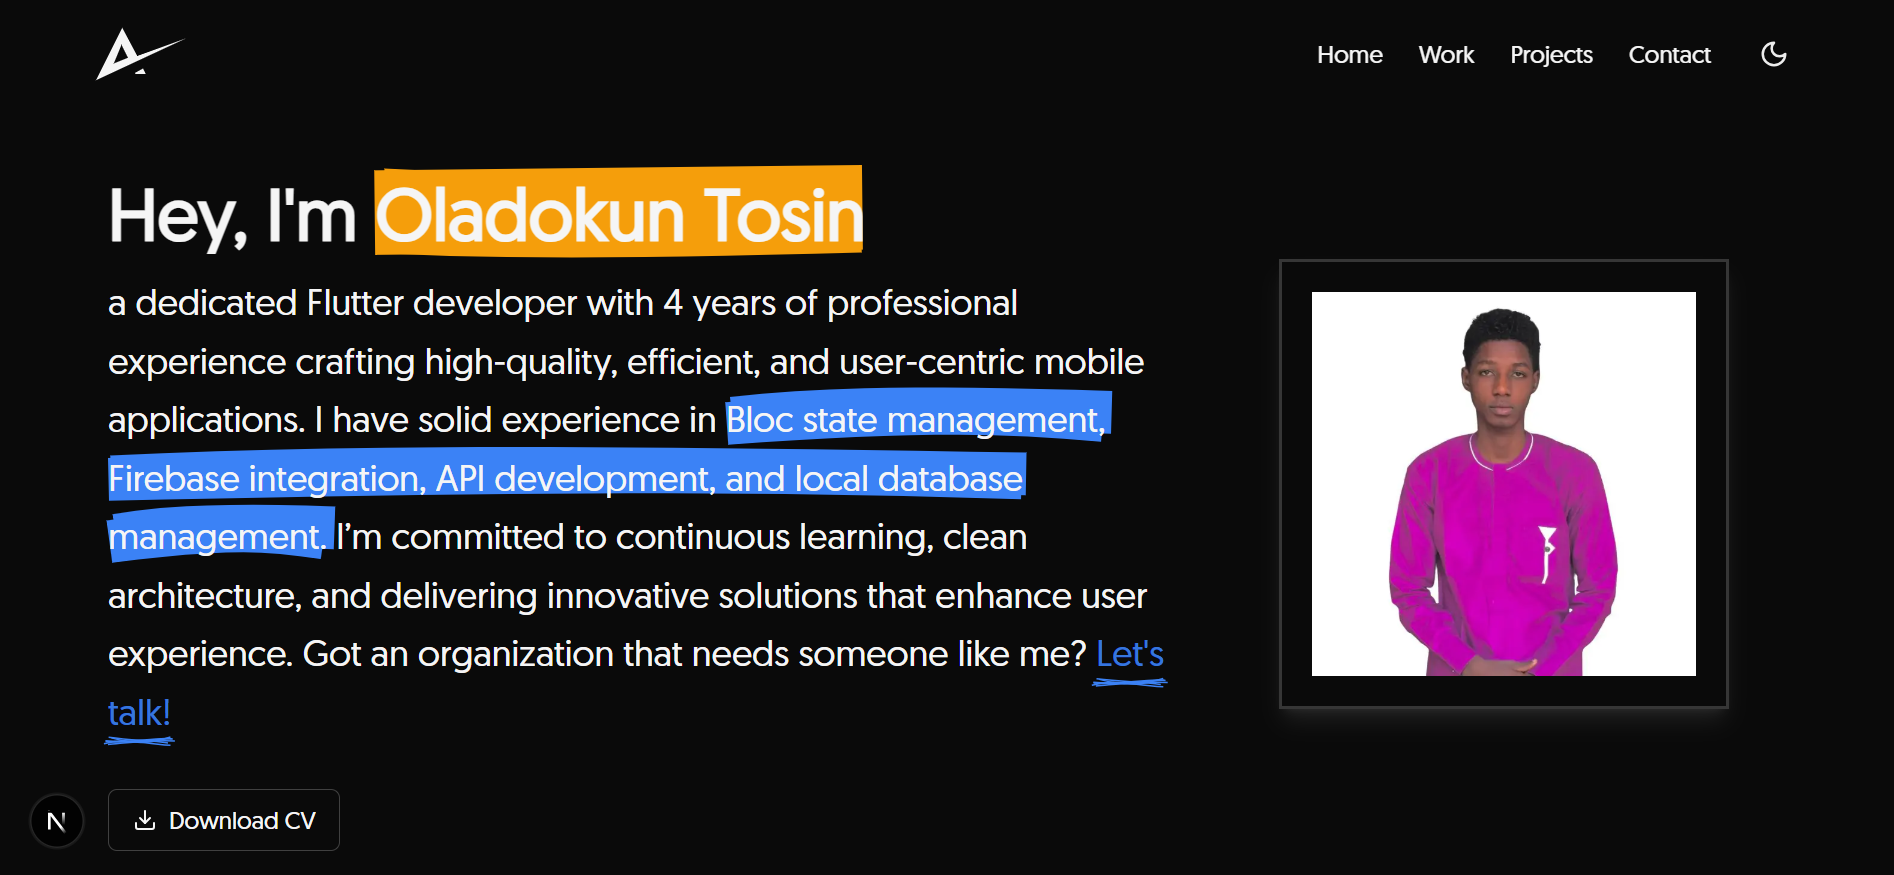 Home Work Projects Contact
Hey, I'm Oladokun Tosin
a dedicated Flutter developer with 4 years of professional
experience crafting high-quality, efficient, and user-centric mobile
applications. I have solid experience in Bloc state management,
Firebase integration, API development, and local database
management. I’m committed to continuous learning, clean
architecture, and delivering innovative solutions that enhance user
experience. Got an organization that needs someone like me? Let's
talk!
N
Download CV